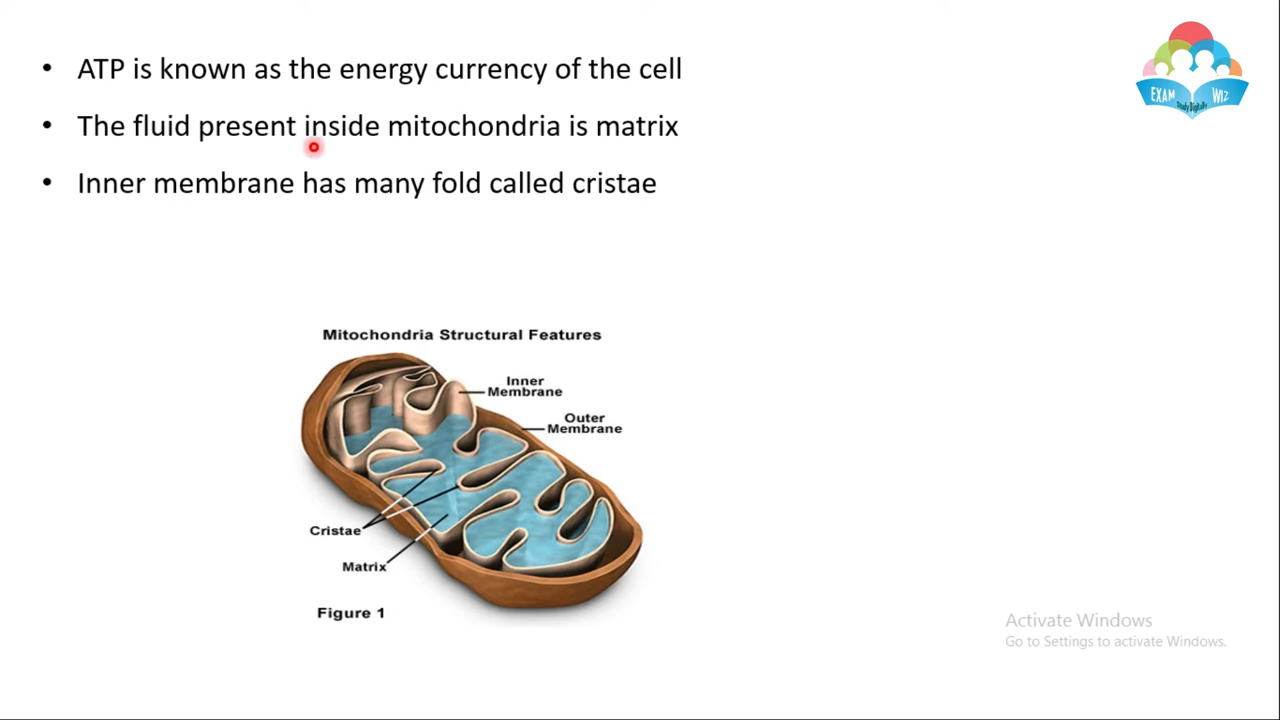 • ATP is known as the energy currency of the cell
• The fluid present inside mitochondria is matrix
• Inner membrane has many fold called cristae
EXAM WIZ
Study Digitally
Mitochondria Structural Features
Inner
Membrane
Outer
Membrane
Cristae
Matrix
Figure 1
Activate Windows
Go to Settings to activate Windows.